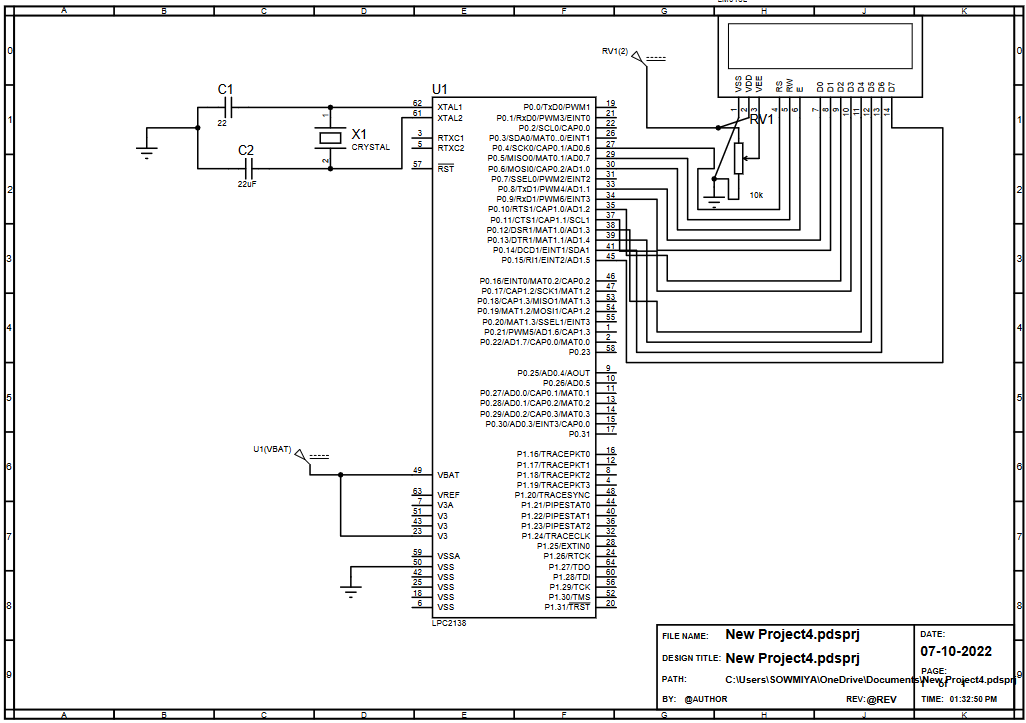 A B C D E F G H J K
LM016L
RV1(2)
VSS VDD VEE RS RW E D0 D1 D2 D3 D4 D5 D6 D7
1 2 3 4 5 6 7 8 9 10 11 12 13 14
RV1
10k
C1
22
C2
22uF
X1
CRYSTAL
1
2
U1
62 XTAL1
61 XTAL2
3 RTXC1
5 RTXC2
57 RST
P0.0/TxD0/PWM1 19
P0.1/RxD0/PWM3/EINT0 21
P0.2/SCL0/CAP0.0 22
P0.3/SDA0/MAT0..0/EINT1 26
P0.4/SCK0/CAP0.1/AD0.6 27
P0.5/MISO0/MAT0.1/AD0.7 29
P0.6/MOSI0/CAP0.2/AD1.0 30
P0.7/SSEL0/PWM2/EINT2 31
P0.8/TxD1/PWM4/AD1.1 33
P0.9/RxD1/PWM6/EINT3 34
P0.10/RTS1/CAP1.0/AD1.2 35
P0.11/CTS1/CAP1.1/SCL1 37
P0.12/DSR1/MAT1.0/AD1.3 38
P0.13/DTR1/MAT1.1/AD1.4 39
P0.14/DCD1/EINT1/SDA1 41
P0.15/RI1/EINT2/AD1.5 45
P0.16/EINT0/MAT0.2/CAP0.2 46
P0.17/CAP1.2/SCK1/MAT1.2 47
P0.18/CAP1.3/MISO1/MAT1.3 53
P0.19/MAT1.2/MOSI1/CAP1.2 54
P0.20/MAT1.3/SSEL1/EINT3 55
P0.21/PWM5/AD1.6/CAP1.3 1
P0.22/AD1.7/CAP0.0/MAT0.0 2
P0.23 58
P0.25/AD0.4/AOUT 9
P0.26/AD0.5 10
P0.27/AD0.0/CAP0.1/MAT0.1 11
P0.28/AD0.1/CAP0.2/MAT0.2 13
P0.29/AD0.2/CAP0.3/MAT0.3 14
P0.30/AD0.3/EINT3/CAP0.0 15
P0.31 17
P1.16/TRACEPKT0 16
P1.17/TRACEPKT1 12
P1.18/TRACEPKT2 8
P1.19/TRACEPKT3 4
P1.20/TRACESYNC 48
P1.21/PIPESTAT0 44
P1.22/PIPESTAT1 40
P1.23/PIPESTAT2 36
P1.24/TRACECLK 32
P1.25/EXTIN0 28
P1.26/RTCK 24
P1.27/TDO 64
P1.28/TDI 60
P1.29/TCK 56
P1.30/TMS 52
P1.31/TRST 20
U1(VBAT)
49 VBAT
63 VREF
7 V3A
51 V3
43 V3
23 V3
59 VSSA
50 VSS
42 VSS
25 VSS
18 VSS
6 VSS
LPC2138
0 0
1 1
2 2
3 3
4 4
5 5
6 6
7 7
8 8
9 9
FILE NAME: New Project4.pdsprj
DESIGN TITLE: New Project4.pdsprj
PATH: C:\Users\SOWMIYA\OneDrive\Documents\New Project4.pdsprj
BY: @AUTHOR REV:@REV
DATE:
07-10-2022
PAGE:
1 of 1
TIME: 01:32:50 PM
A B C D E F G H J K